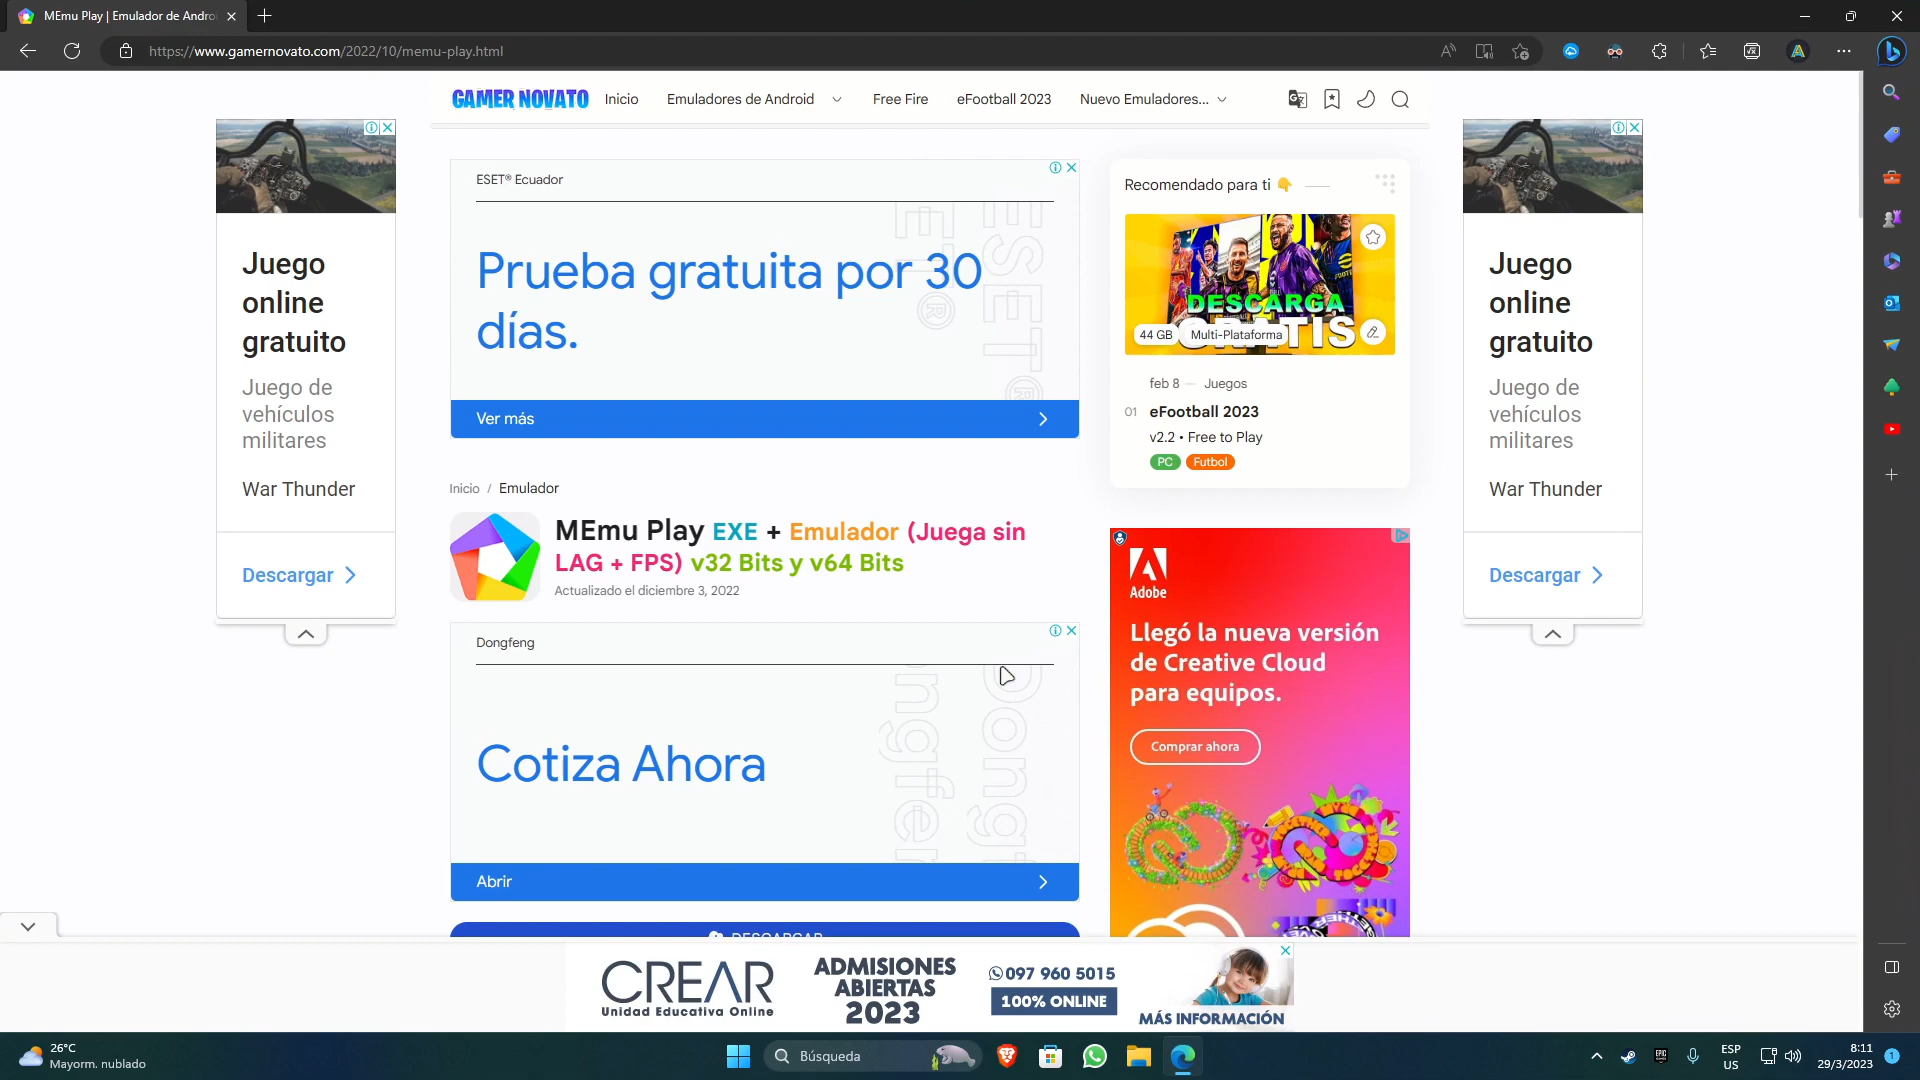 MEmu Play | Emulador de Andro
https://www.gamernovato.com/2022/10/memu-play.html
GAMER NOVATO
Inicio
Emuladores de Android
Free Fire
eFootball 2023
Nuevo Emuladores...
Juego
online
gratuito
Juego de
vehículos
militares
War Thunder
Descargar
ESET® Ecuador
Prueba gratuita por 30
días.
Ver más
Inicio / Emulador
MEmu Play EXE + Emulador (Juega sin
LAG + FPS) v32 Bits y v64 Bits
Actualizado el diciembre 3, 2022
Dongfeng
Cotiza Ahora
Abrir
DESCARGAR
Recomendado para ti 👇
DESCARGA
GRATIS
44 GB
Multi-Plataforma
feb 8 — Juegos
01 eFootball 2023
v2.2 • Free to Play
PC Futbol
Adobe
Llegó la nueva versión
de Creative Cloud
para equipos.
Comprar ahora
Juego
online
gratuito
Juego de
vehículos
militares
War Thunder
Descargar
CREAR
Unidad Educativa Online
ADMISIONES
ABIERTAS
2023
097 960 5015
100% ONLINE
MÁS INFORMACIÓN
26°C
Mayorm. nublado
Búsqueda
ESP
US
8:11
29/3/2023
1